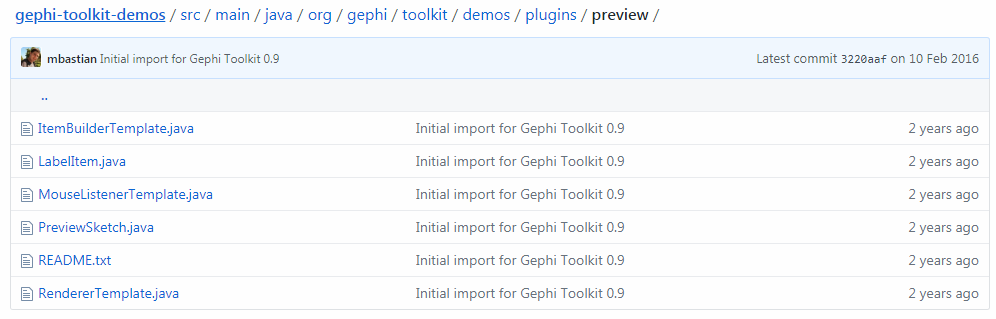 gephi-toolkit-demos / src / main / java / org / gephi / toolkit / demos / plugins / preview /
mbastian Initial import for Gephi Toolkit 0.9 Latest commit 3220aaf on 10 Feb 2016
..
ItemBuilderTemplate.java Initial import for Gephi Toolkit 0.9 2 years ago
LabelItem.java Initial import for Gephi Toolkit 0.9 2 years ago
MouseListenerTemplate.java Initial import for Gephi Toolkit 0.9 2 years ago
PreviewSketch.java Initial import for Gephi Toolkit 0.9 2 years ago
README.txt Initial import for Gephi Toolkit 0.9 2 years ago
RendererTemplate.java Initial import for Gephi Toolkit 0.9 2 years ago